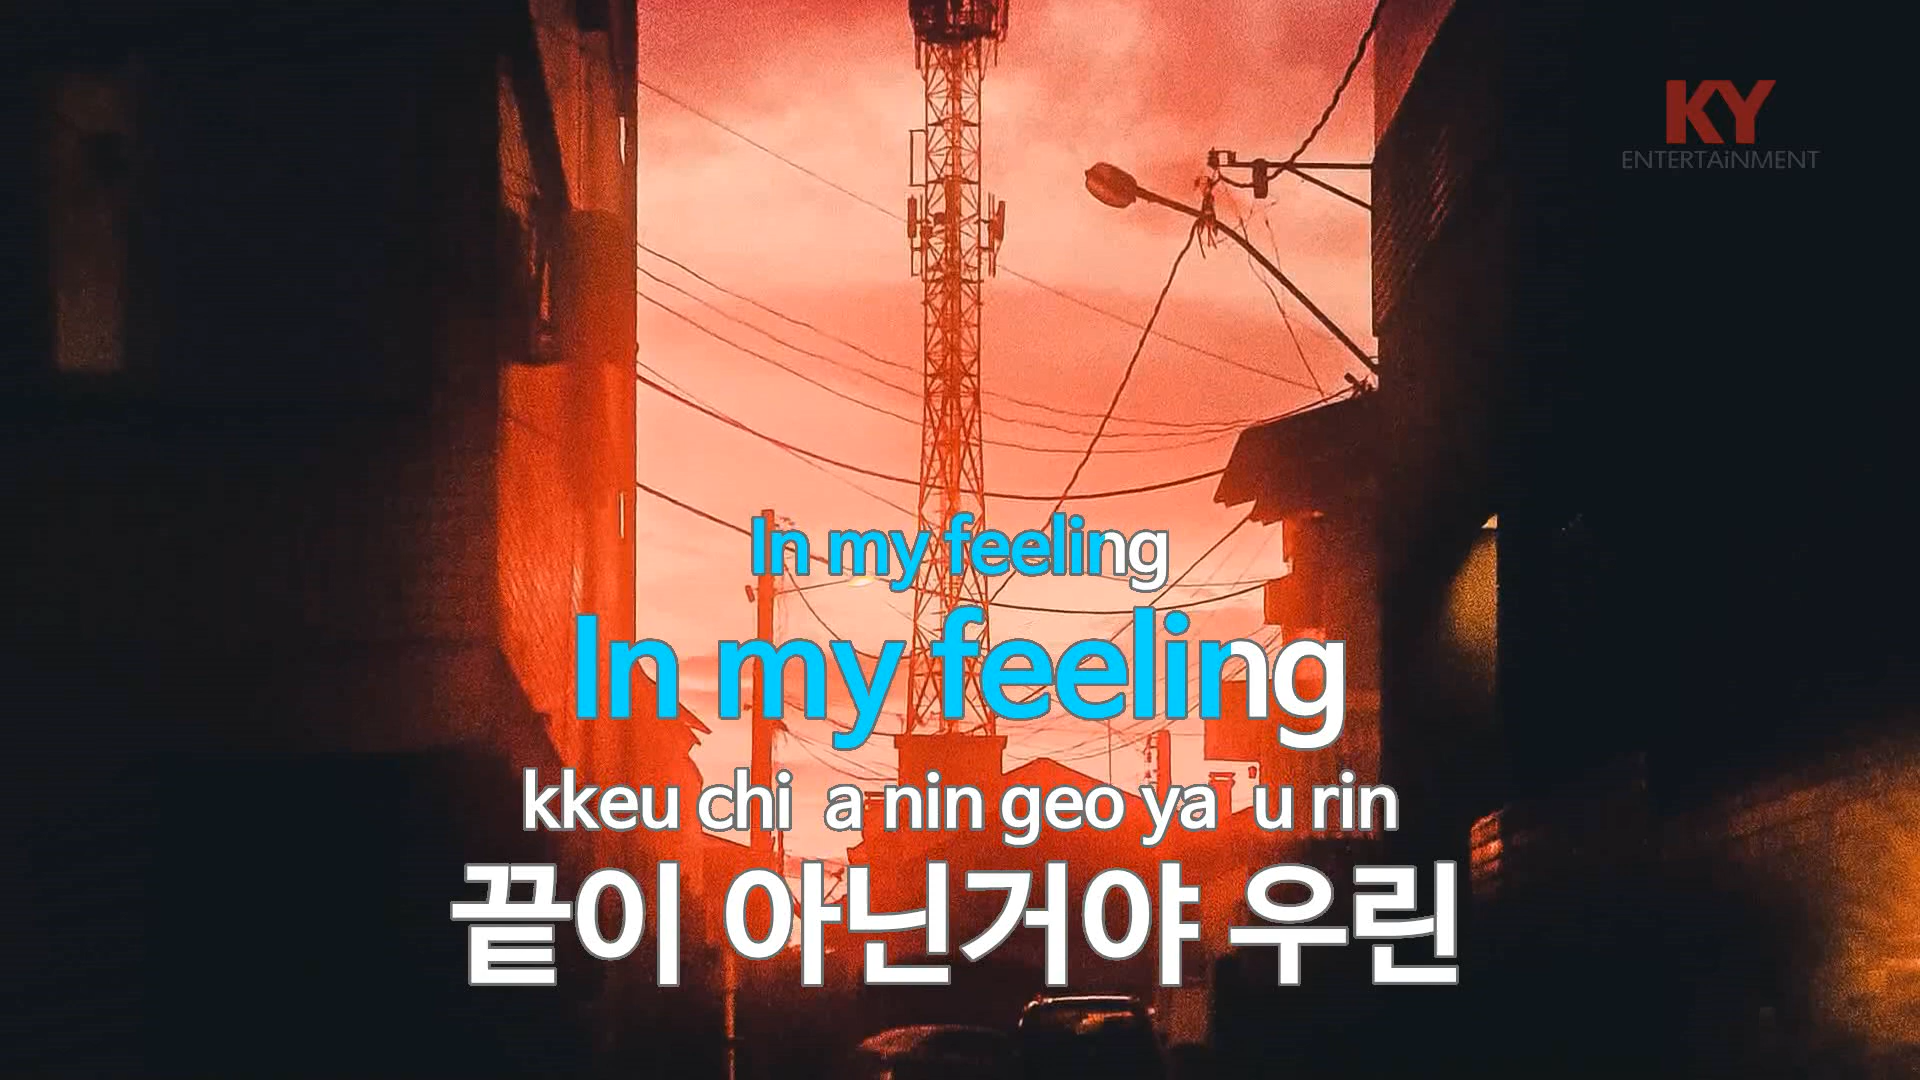 KY
ENTERTAiNMENT
In my feeling
In my feeling
kkeu chi a nin geo ya u rin
끝이 아닌거야 우린